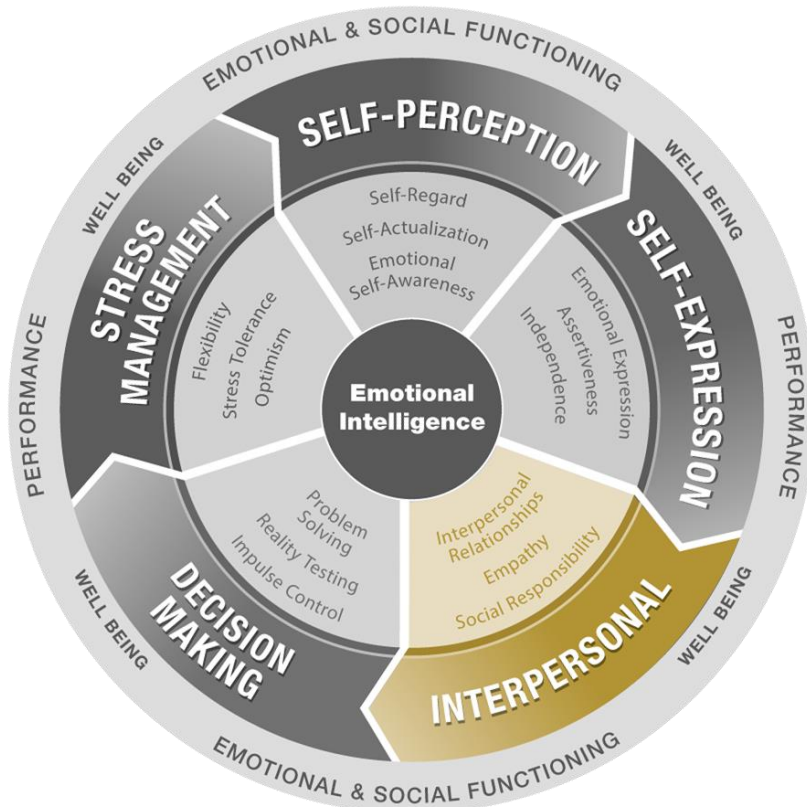 EMOTIONAL & SOCIAL FUNCTIONING
WELL BEING
WELL BEING
PERFORMANCE
PERFORMANCE
WELL BEING
WELL BEING
EMOTIONAL & SOCIAL FUNCTIONING
SELF-PERCEPTION
Self-Regard
Self-Actualization
Emotional
Self-Awareness
SELF-EXPRESSION
Emotional Expression
Assertiveness
Independence
INTERPERSONAL
Interpersonal
Relationships
Empathy
Social Responsibility
DECISION
MAKING
Problem
Solving
Reality Testing
Impulse Control
STRESS
MANAGEMENT
Flexibility
Stress Tolerance
Optimism
Emotional
Intelligence